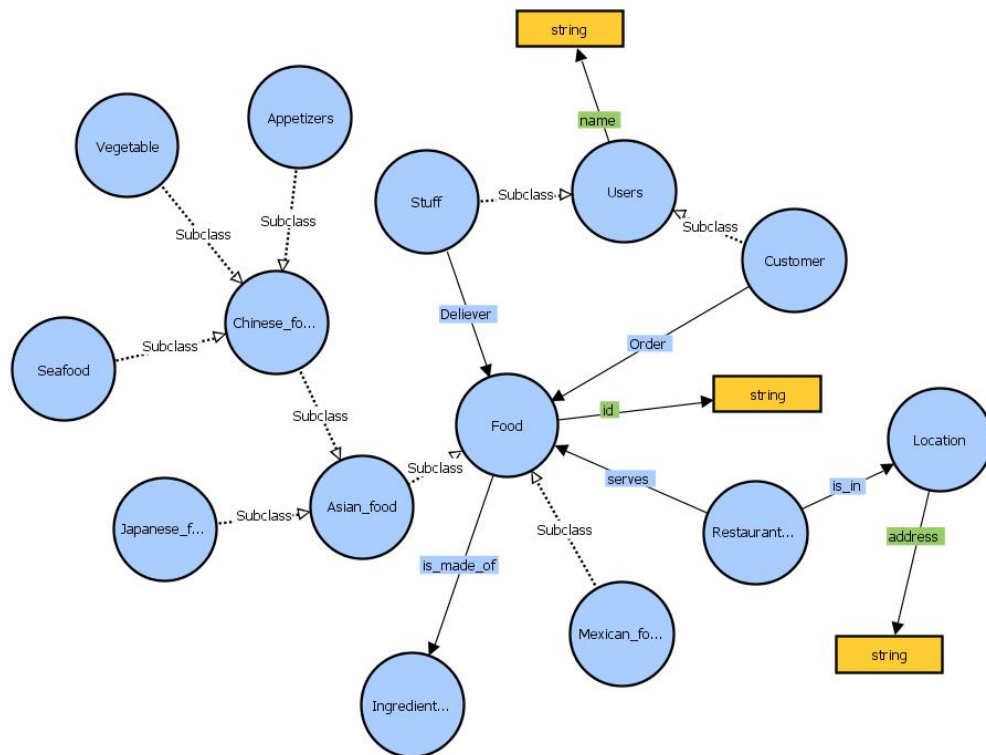 string
Appetizers
Vegetable
name
Stuff
Subclass
Users
Subclass
Subclass
Subclass
Customer
Deliever
Chinese_fo...
Order
Subclass
Seafood
Subclass
id
string
Food
Location
Subclass
serves
is_in
Asian_food
Subclass
Japanese_f...
Subclass
Restaurant...
address
is_made_of
Mexican_fo...
string
Ingredient...